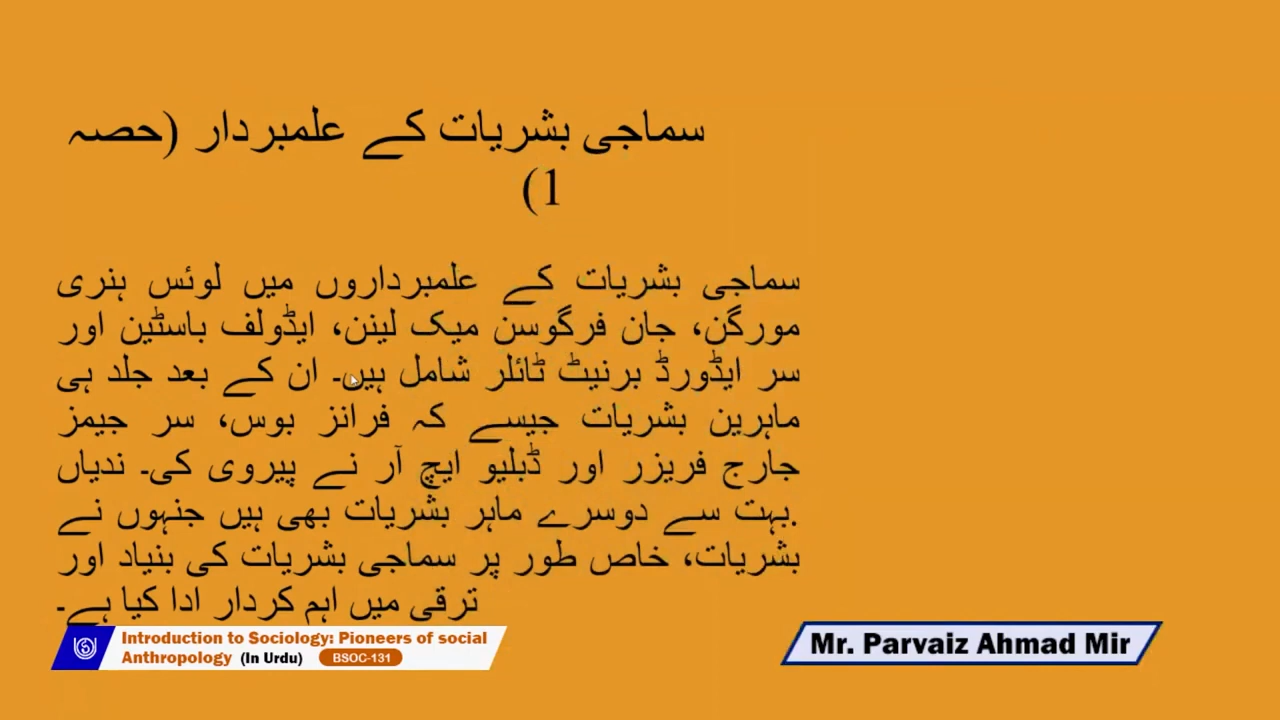 سماجی بشریات کے علمبردار (حصہ
1)
سماجی بشریات کے علمبرداروں میں لوئس ہنری
مورگن، جان فرگوسن میک لینن، ایڈولف باسٹین اور
سر ایڈورڈ برنیٹ ٹائلر شامل ہیں۔ ان کے بعد جلد ہی
ماہرین بشریات جیسے کہ فرانز بوس، سر جیمز
جارج فریزر اور ڈبلیو ایچ آر نے پیروی کی۔ ندیاں
.بہت سے دوسرے ماہر بشریات بھی ہیں جنہوں نے
بشریات، خاص طور پر سماجی بشریات کی بنیاد اور
ترقی میں اہم کردار ادا کیا ہے۔
Introduction to Sociology: Pioneers of social
Anthropology (In Urdu) BSOC-131
Mr. Parvaiz Ahmad Mir